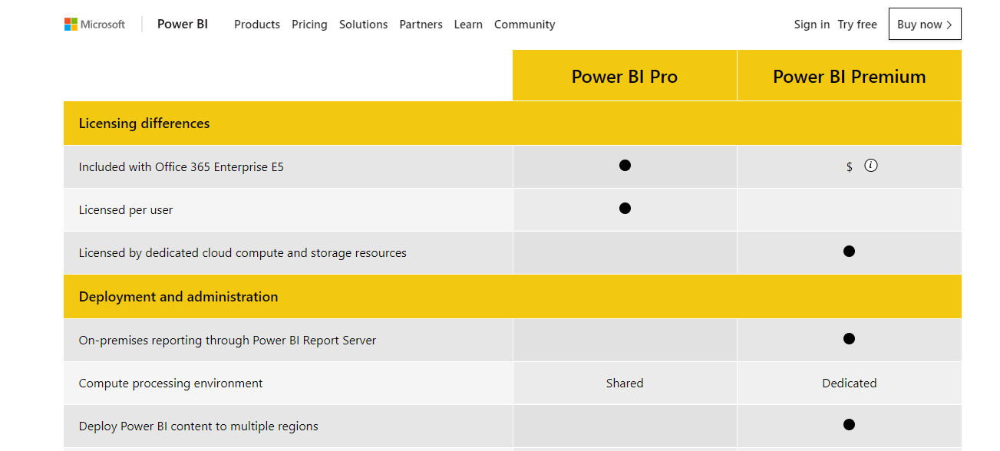 Microsoft Power BI Products Pricing Solutions Partners Learn Community Sign in Try free Buy now
Power BI Pro Power BI Premium
Licensing differences
Included with Office 365 Enterprise E5 $ i
Licensed per user
Licensed by dedicated cloud compute and storage resources
Deployment and administration
On-premises reporting through Power BI Report Server
Compute processing environment Shared Dedicated
Deploy Power BI content to multiple regions